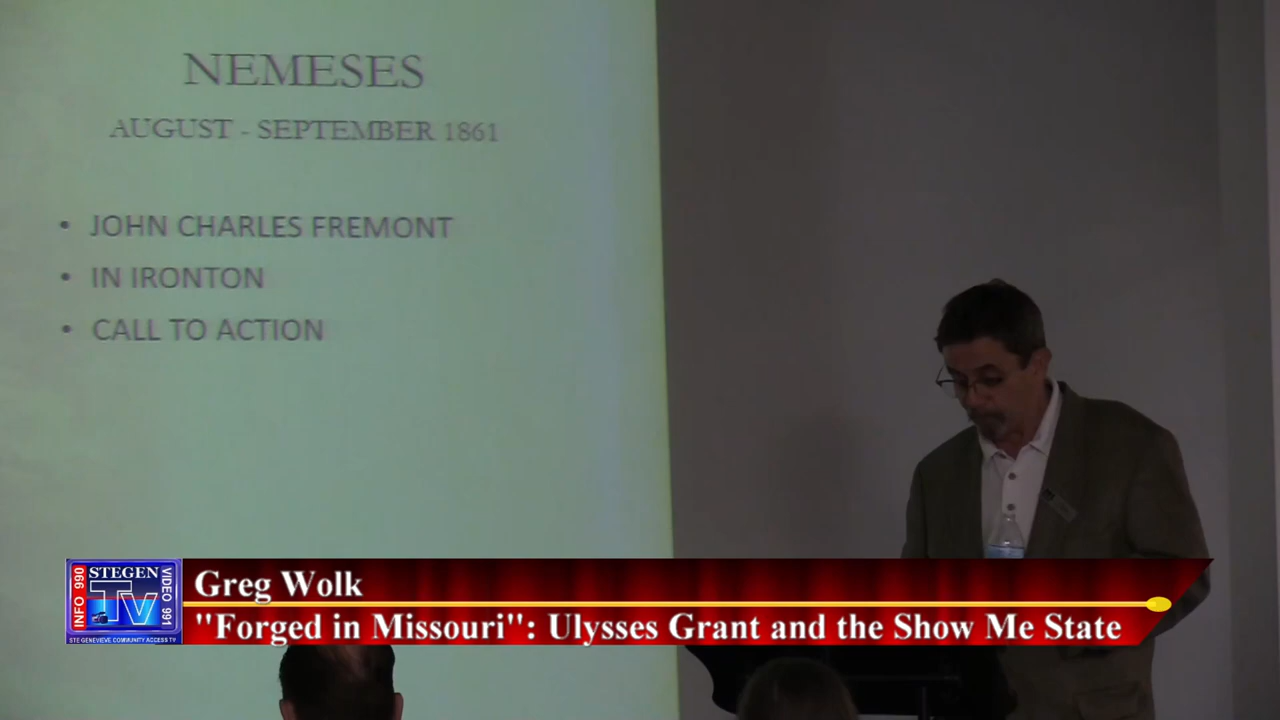 NEMESES
AUGUST - SEPTEMBER 1861
• JOHN CHARLES FREMONT
• IN IRONTON
• CALL TO ACTION
INFO 990
STEGEN
TV
VIDEO 991
STE GENEVIEVE COMMUNITY ACCESS TV
Greg Wolk
"Forged in Missouri": Ulysses Grant and the Show Me State